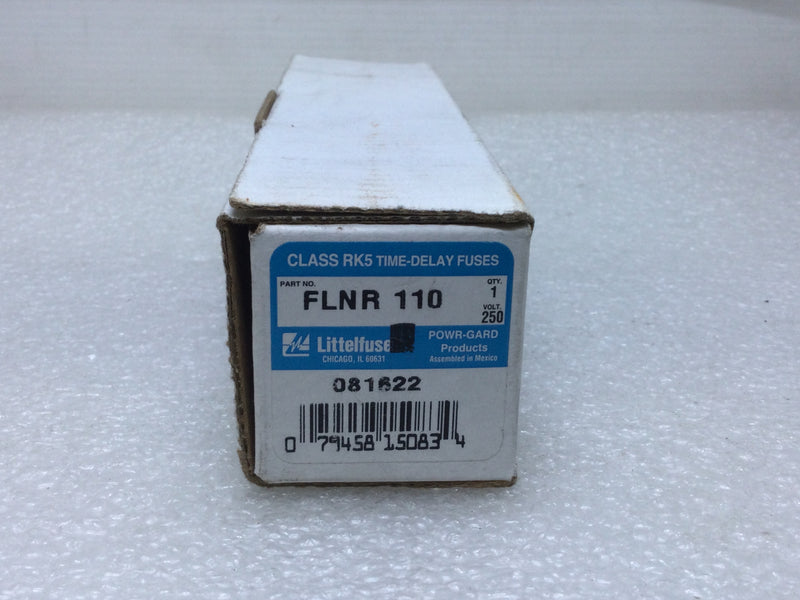 CLASS RK5 TIME-DELAY FUSES
PART NO.
FLNR 110
QTY.
1
VOLT.
250
Littelfuse
CHICAGO, IL 60631
POWR-GARD
Products
Assembled in Mexico
081622
0 79458 15083 4